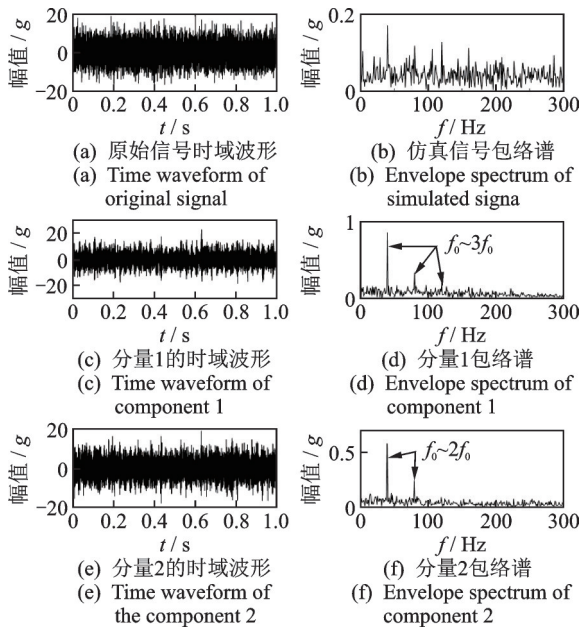 幅值 / g
20
0
−20
0 0.2 0.4 0.6 0.8 1.0
t / s
(a) 原始信号时域波形
(a) Time waveform of
original signal
幅值 / g
0.2
0.1
0
0 100 200 300
f / Hz
(b) 仿真信号包络谱
(b) Envelope spectrum of
simulated signa
幅值 / g
20
0
−20
0 0.2 0.4 0.6 0.8 1.0
t / s
(c) 分量1的时域波形
(c) Time waveform of
component 1
幅值 / g
1
0
f₀~3f₀
0 100 200 300
f / Hz
(d) 分量1包络谱
(d) Envelope spectrum of
component 1
幅值 / g
20
0
−20
0 0.2 0.4 0.6 0.8 1.0
t / s
(e) 分量2的时域波形
(e) Time waveform of
the component 2
幅值 / g
0.5
0
f₀~2f₀
0 100 200 300
f / Hz
(f) 分量2包络谱
(f) Envelope spectrum of
component 2